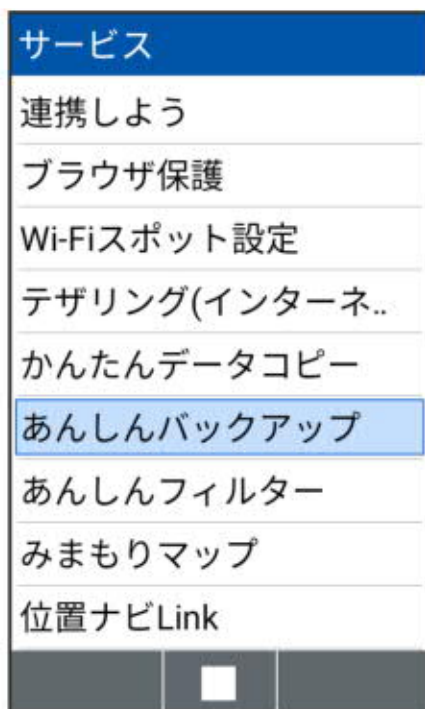 サービス
連携しよう
ブラウザ保護
Wi-Fiスポット設定
テザリング(インターネ..
かんたんデータコピー
あんしんバックアップ
あんしんフィルター
みまもりマップ
位置ナビLink